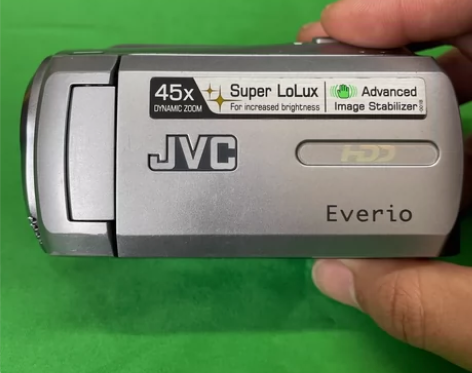 45x
DYNAMIC ZOOM
Super LoLux
For increased brightness
Advanced
Image Stabilizer
JVC
HDD
Everio